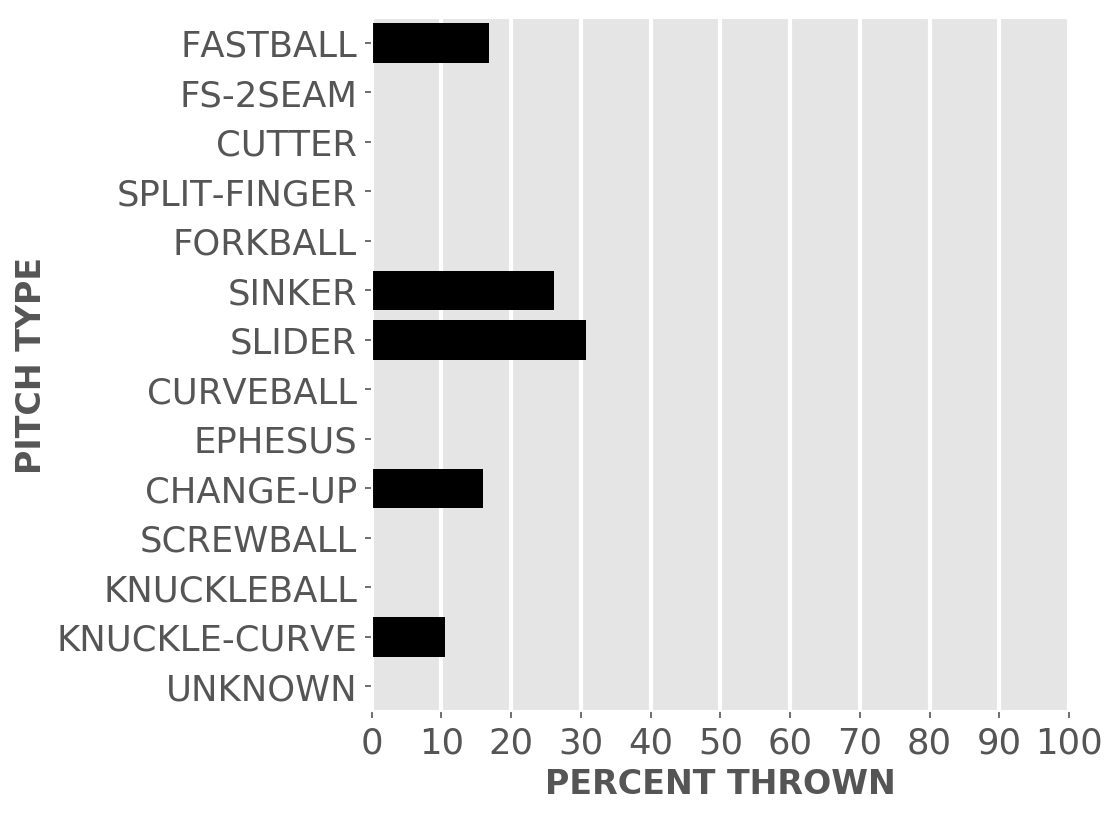 FASTBALL
FS-2SEAM
CUTTER
SPLIT-FINGER
FORKBALL
SINKER
SLIDER
CURVEBALL
EPHESUS
CHANGE-UP
SCREWBALL
KNUCKLEBALL
KNUCKLE-CURVE
UNKNOWN
PITCH TYPE
0 10 20 30 40 50 60 70 80 90 100
PERCENT THROWN